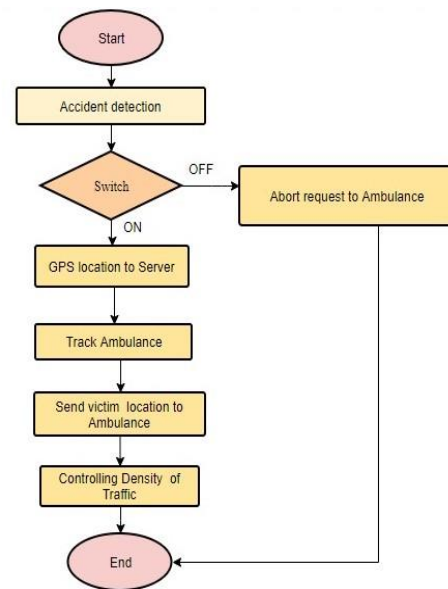 Start
Accident detection
Switch
OFF
Abort request to Ambulance
ON
GPS location to Server
Track Ambulance
Send victim location to
Ambulance
Controlling Density of
Traffic
End